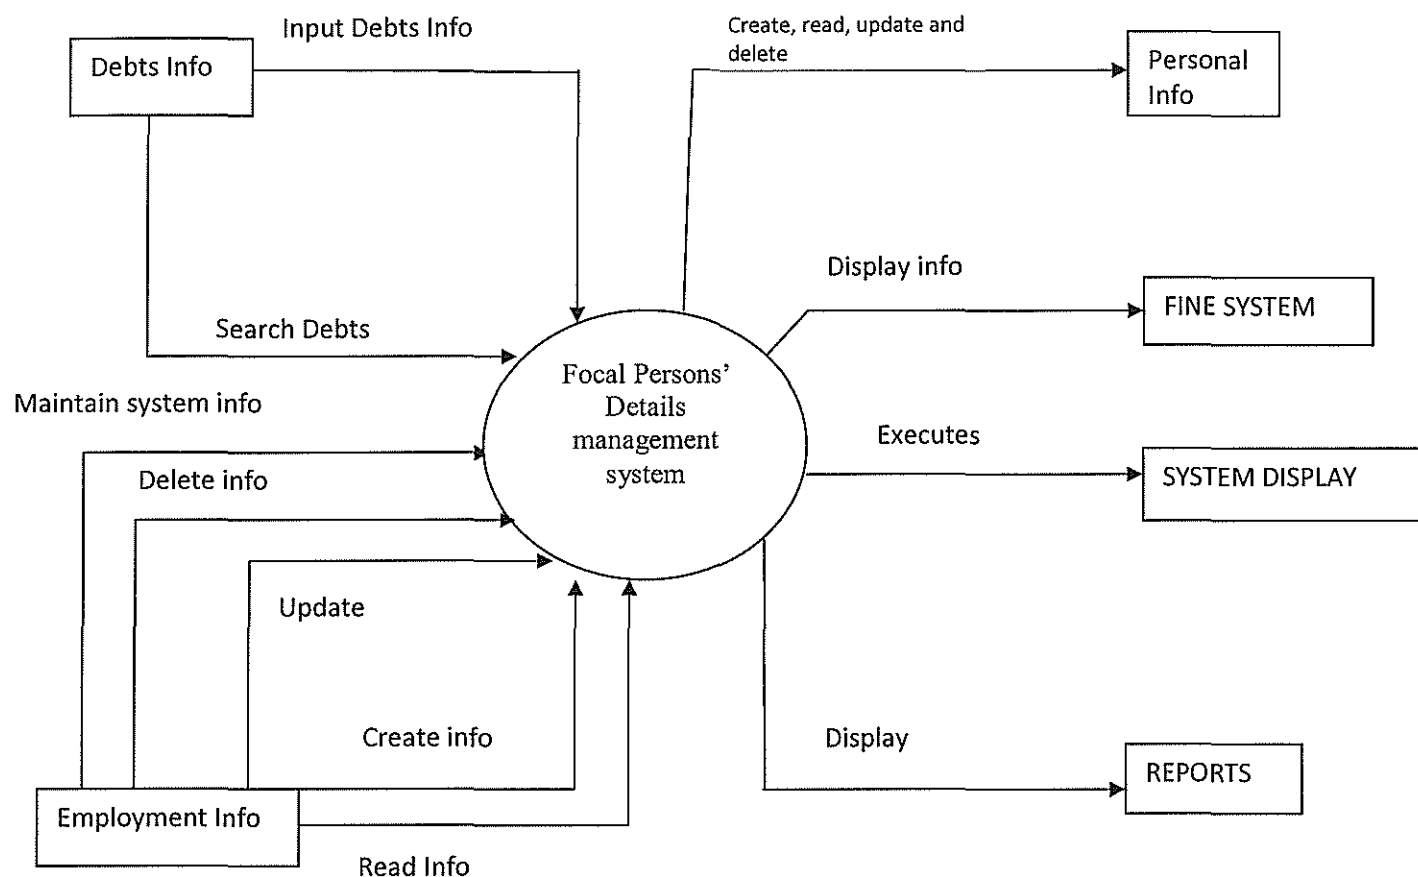 Input Debts Info
Create, read, update and
delete
Debts Info
Personal
Info
Display info
FINE SYSTEM
Search Debts
Focal Persons’
Details
management
system
Maintain system info
Executes
Delete info
SYSTEM DISPLAY
Update
Create info
Display
REPORTS
Employment Info
Read Info